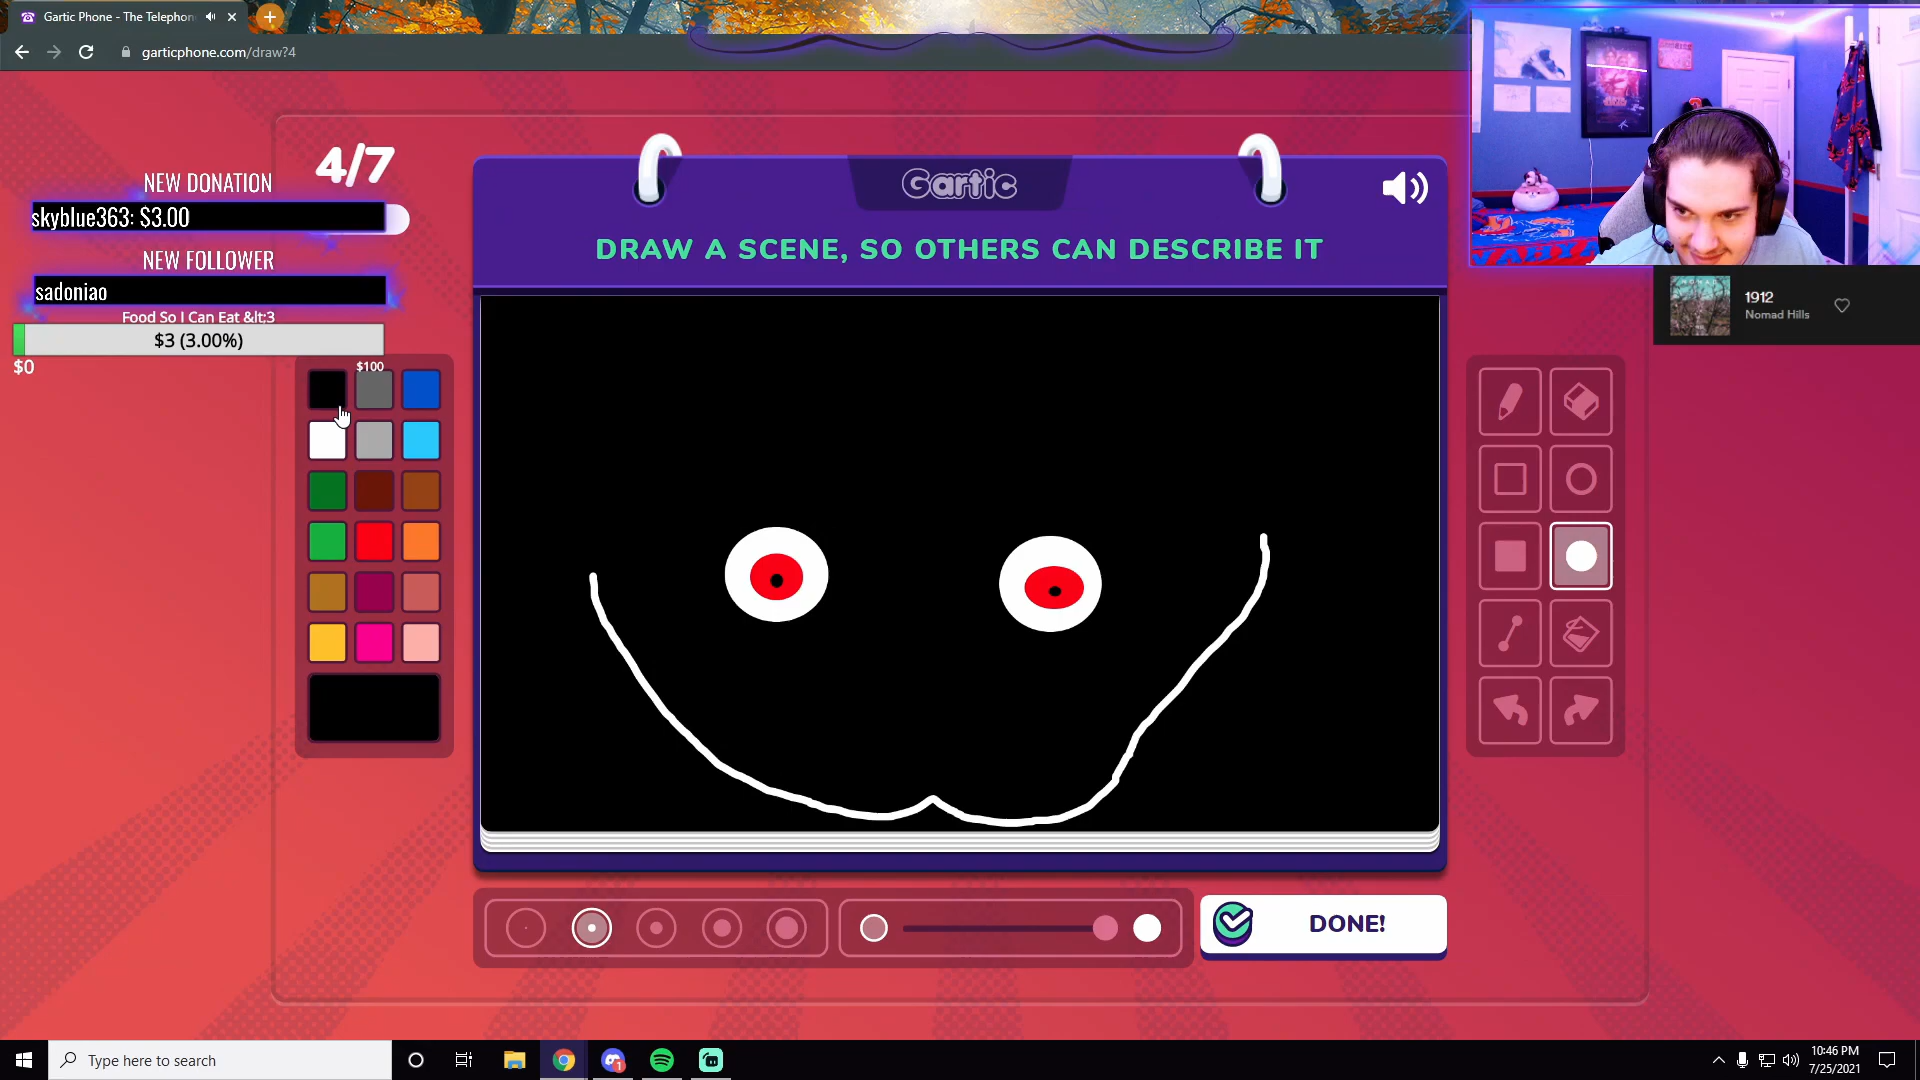 Gartic Phone - The Telephon
garticphone.com/draw?4
4/7
NEW DONATION
skyblue363: $3.00
NEW FOLLOWER
sadoniao
Food So I Can Eat &lt;3
$3 (3.00%)
$0
$100
Gartic
DRAW A SCENE, SO OTHERS CAN DESCRIBE IT
1912
Nomad Hills
DONE!
Type here to search
1
10:46 PM
7/25/2021